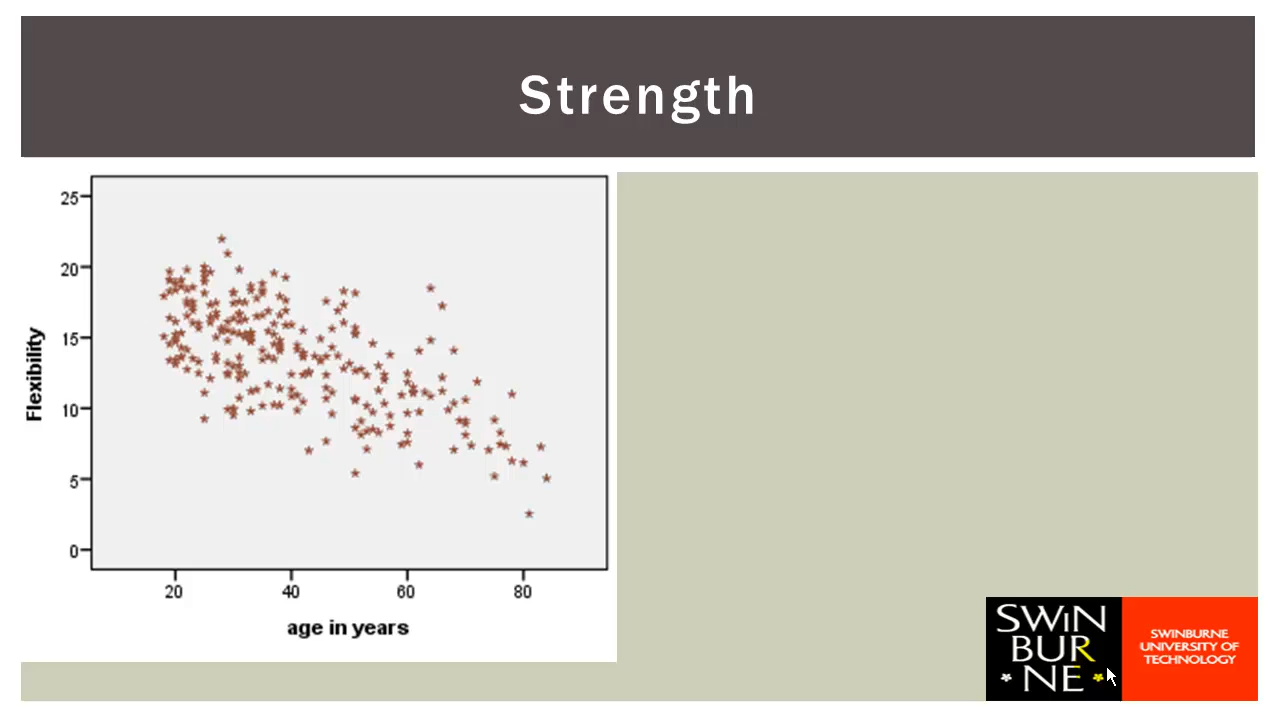 Strength
25
20
15
10
5
0
Flexibility
20 40 60 80
age in years
SWIN
BUR
NE
SWINBURNE
UNIVERSITY OF
TECHNOLOGY